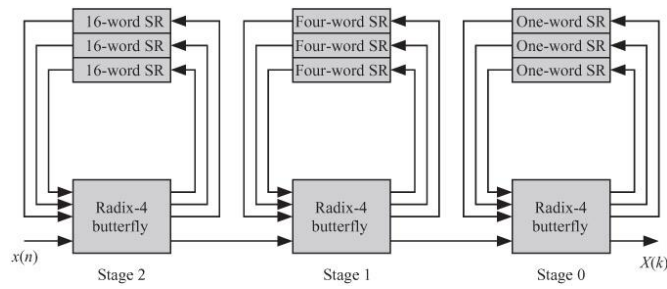 16-word SR
16-word SR
16-word SR
Four-word SR
Four-word SR
Four-word SR
One-word SR
One-word SR
One-word SR
Radix-4
butterfly
Radix-4
butterfly
Radix-4
butterfly
x(n)
X(k)
Stage 2
Stage 1
Stage 0